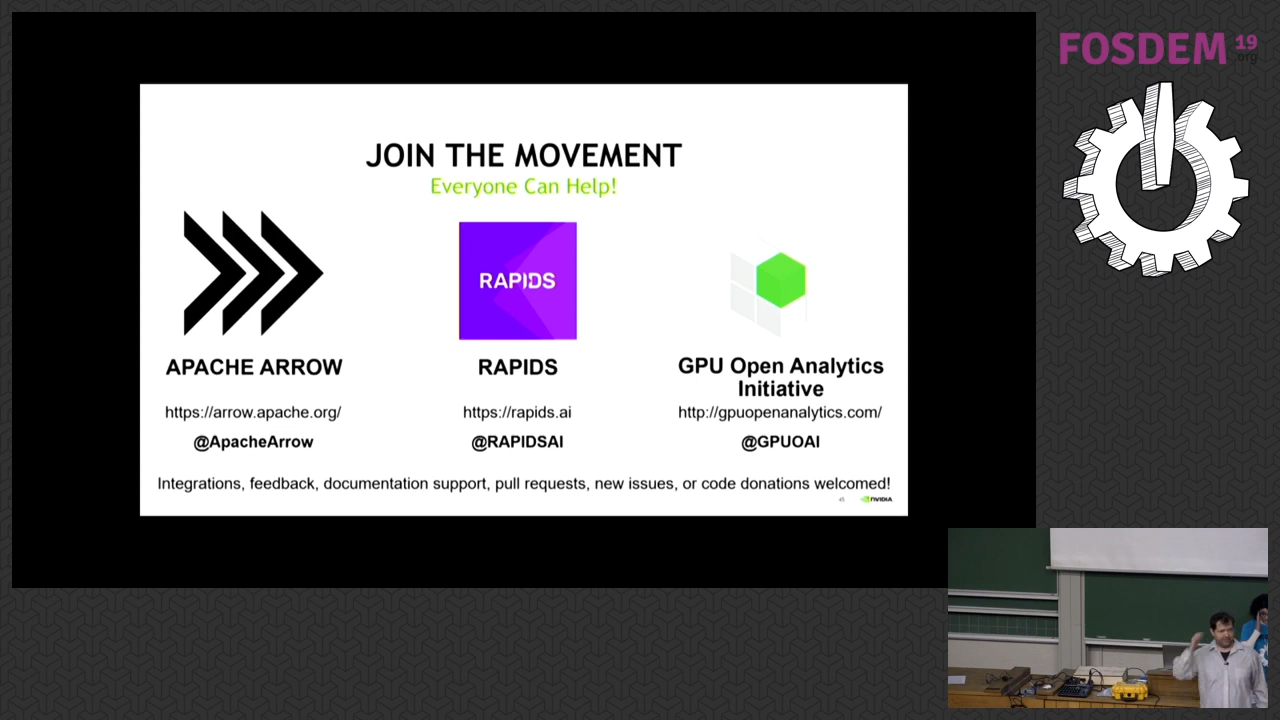 FOSDEM 19
.org
JOIN THE MOVEMENT
Everyone Can Help!
RAPIDS
APACHE ARROW
RAPIDS
GPU Open Analytics
Initiative
https://arrow.apache.org/
https://rapids.ai
http://gpuopenanalytics.com/
@ApacheArrow
@RAPIDSAI
@GPUOAI
Integrations, feedback, documentation support, pull requests, new issues, or code donations welcomed!
45
NVIDIA